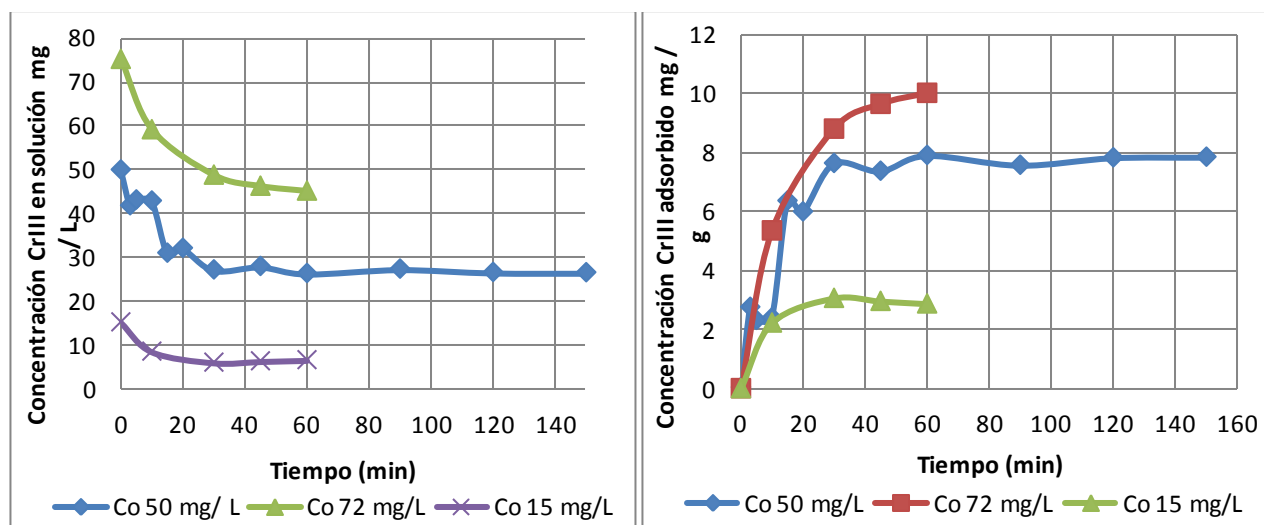 Concentración CrIII en solución mg
/ L
80
70
60
50
40
30
20
10
0
0 20 40 60 80 100 120 140
Tiempo (min)
Co 50 mg/ L Co 72 mg/L Co 15 mg/L
Concentración CrIII adsorbido mg /
g
12
10
8
6
4
2
0
0 20 40 60 80 100 120 140 160
Tiempo (min)
Co 50 mg/L Co 72 mg/L Co 15 mg/L